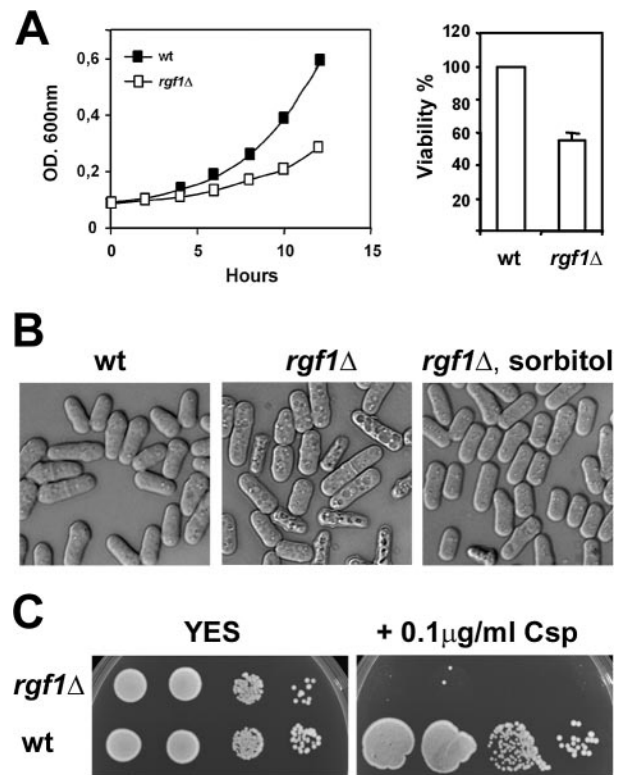 A
0,6
0,4
0,2
0
OD. 600nm
wt
rgf1Δ
0 5 10 15
Hours
120
100
80
60
40
20
Viability %
wt rgf1Δ
B
wt rgf1Δ rgf1Δ, sorbitol
C
YES + 0.1μg/ml Csp
rgf1Δ
wt